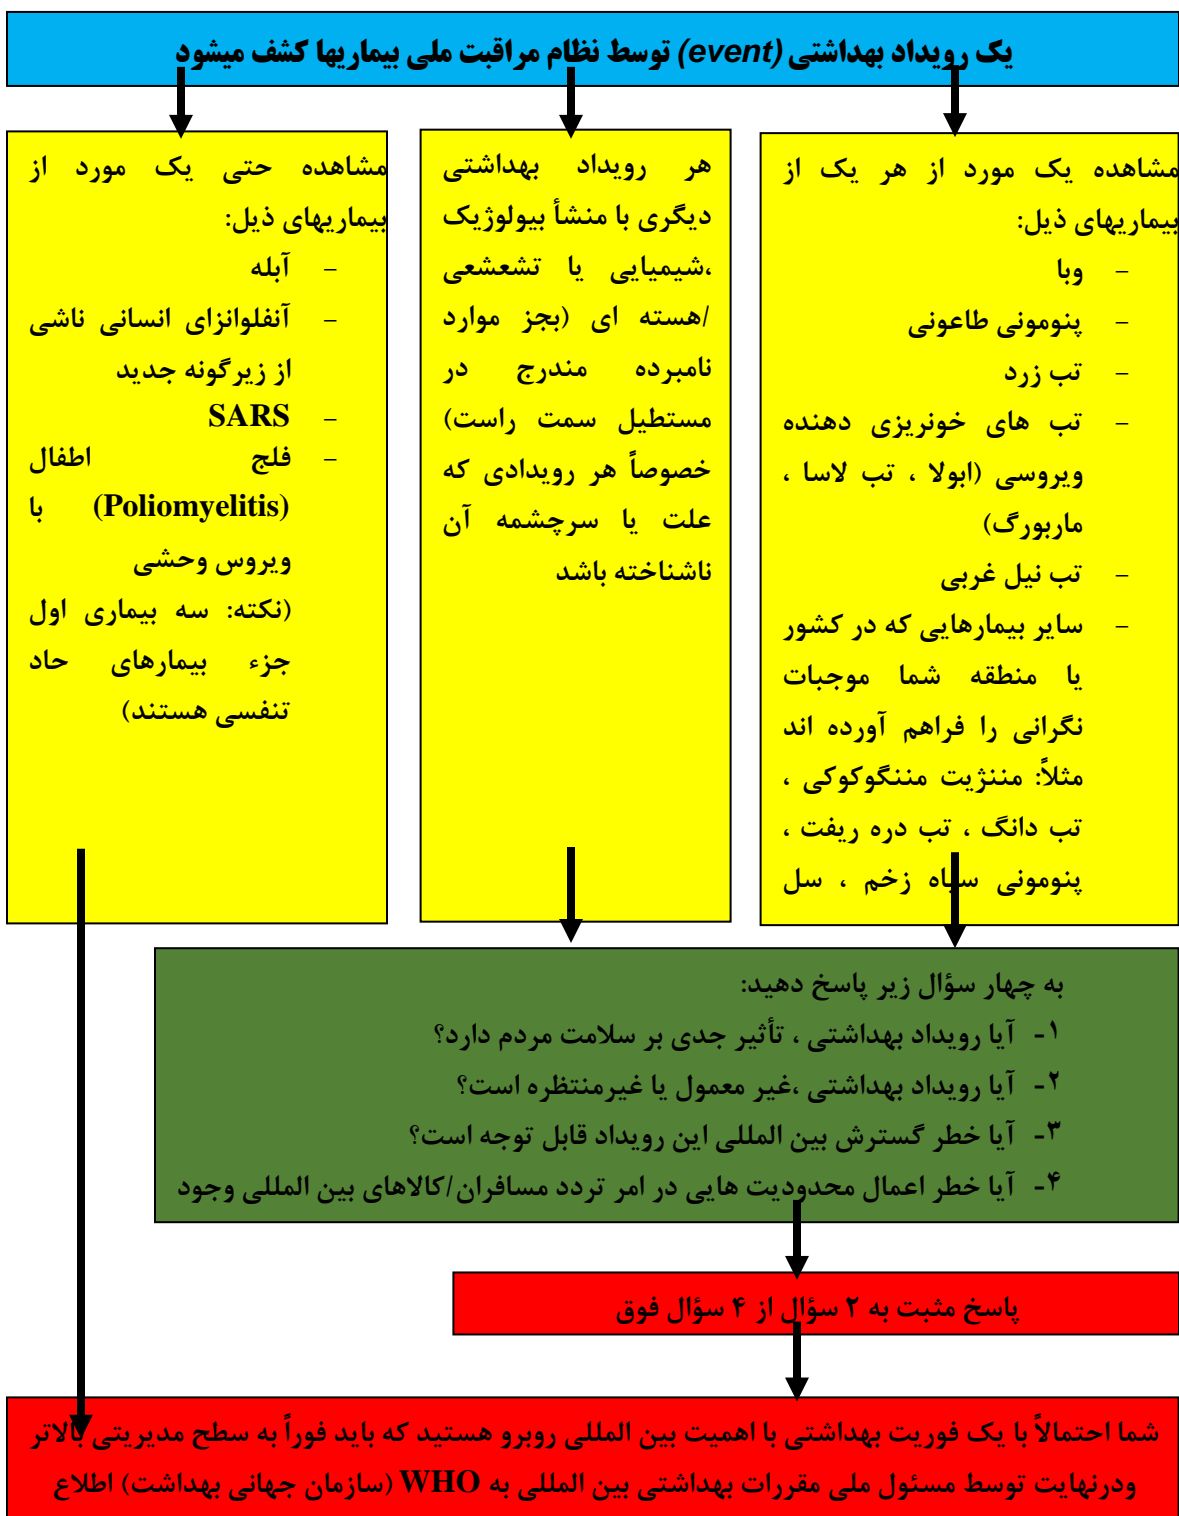 یک رویداد بهداشتی (event) توسط نظام مراقبت ملی بیماریها کشف میشود
مشاهده یک مورد از هر یک از
بیماریهای ذیل:
- وبا
- پنومونی طاعونی
- تب زرد
- تب های خونریزی دهنده
ویروسی (ابولا ، تب لاسا ،
ماربورگ)
- تب نیل غربی
- سایر بیمارهایی که در کشور
یا منطقه شما موجبات
نگرانی را فراهم آورده اند
مثلاً: مننژیت مننگوکوکی ،
تب دانگ ، تب دره ریفت ،
پنومونی سیاه زخم ، سل
هر رویداد بهداشتی
دیگری با منشأ بیولوژیک
،شیمیایی یا تشعشعی
/هسته ای (بجز موارد
نامبرده مندرج در
مستطیل سمت راست)
خصوصاً هر رویدادی که
علت یا سرچشمه آن
ناشناخته باشد
مشاهده حتی یک مورد از
بیماریهای ذیل:
- آبله
- آنفلوانزای انسانی ناشی
از زیرگونه جدید
- SARS
- فلج اطفال
(Poliomyelitis) با
ویروس وحشی
(نکته: سه بیماری اول
جزء بیمارهای حاد
تنفسی هستند)
به چهار سؤال زیر پاسخ دهید:
۱- آیا رویداد بهداشتی ، تأثیر جدی بر سلامت مردم دارد؟
۲- آیا رویداد بهداشتی ،غیر معمول یا غیرمنتظره است؟
۳- آیا خطر گسترش بین المللی این رویداد قابل توجه است؟
۴- آیا خطر اعمال محدودیت هایی در امر تردد مسافران/کالاهای بین المللی وجود
پاسخ مثبت به ۲ سؤال از ۴ سؤال فوق
شما احتمالاً با یک فوریت بهداشتی با اهمیت بین المللی روبرو هستید که باید فوراً به سطح مدیریتی بالاتر
ودرنهایت توسط مسئول ملی مقررات بهداشتی بین المللی به WHO (سازمان جهانی بهداشت) اطلاع